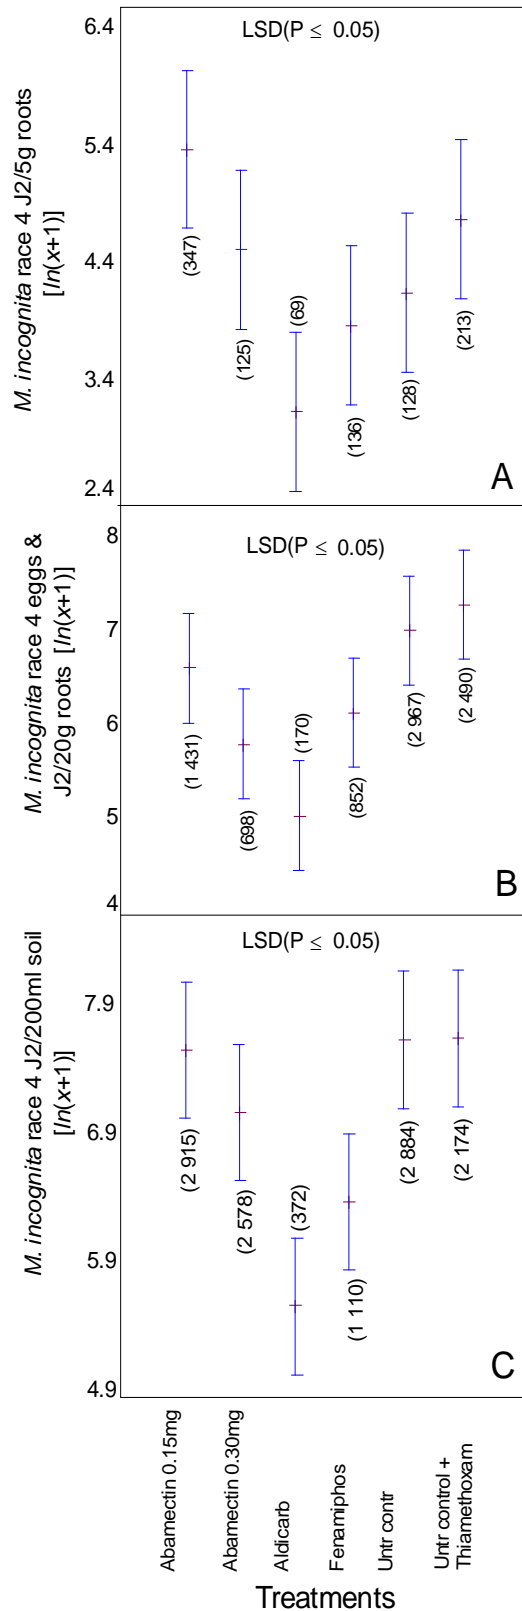 6.4
LSD(P ≤ 0.05)
5.4
4.4
3.4
2.4
M. incognita race 4 J2/5g roots
[ln(x+1)]
(347)
(125)
(69)
(136)
(128)
(213)
A
8
LSD(P ≤ 0.05)
7
6
5
4
M. incognita race 4 eggs &
J2/20g roots [ln(x+1)]
(1 431)
(698)
(170)
(852)
(2 967)
(2 490)
B
LSD(P ≤ 0.05)
7.9
6.9
5.9
4.9
M. incognita race 4 J2/200ml soil
[ln(x+1)]
(2 915)
(2 578)
(372)
(1 110)
(2 884)
(2 174)
C
Abamectin 0.15mg
Abamectin 0.30mg
Aldicarb
Fenamiphos
Untr contr
Untr control +
Thiamethoxam
Treatments